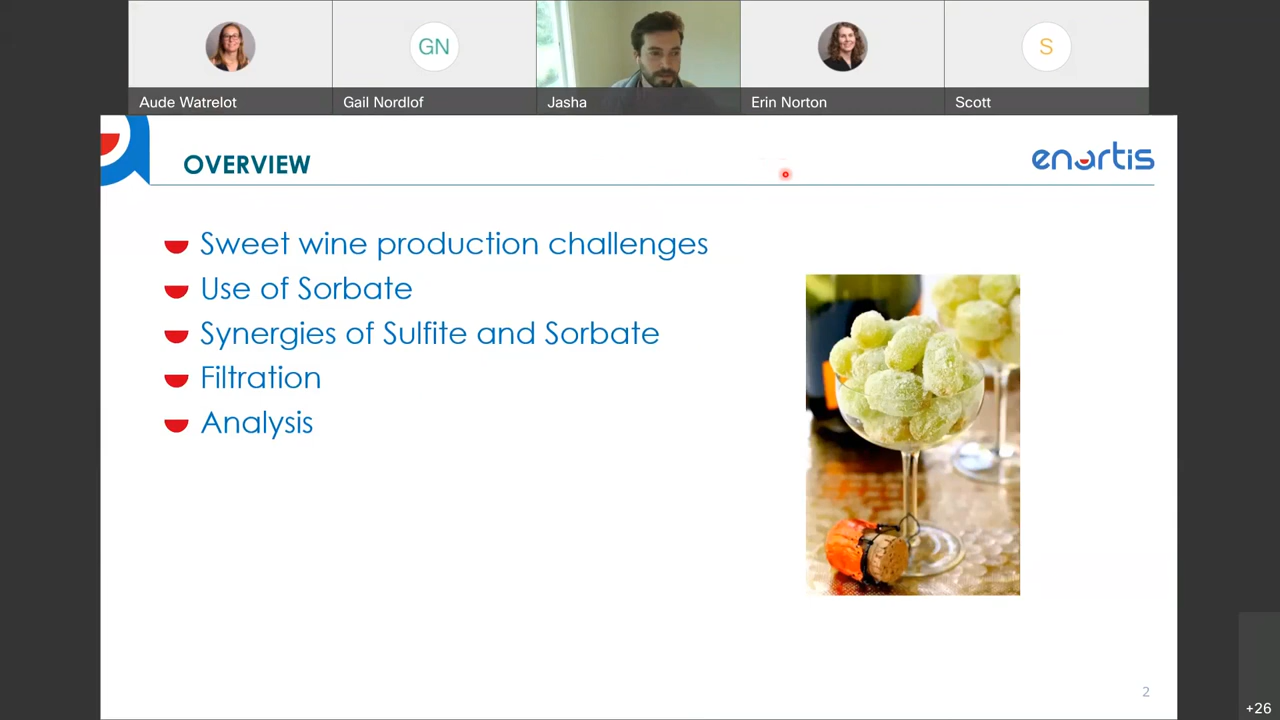 GN
S
Aude Watrelot
Gail Nordlof
Jasha
Erin Norton
Scott
OVERVIEW
enartis
Sweet wine production challenges
Use of Sorbate
Synergies of Sulfite and Sorbate
Filtration
Analysis
2
+26